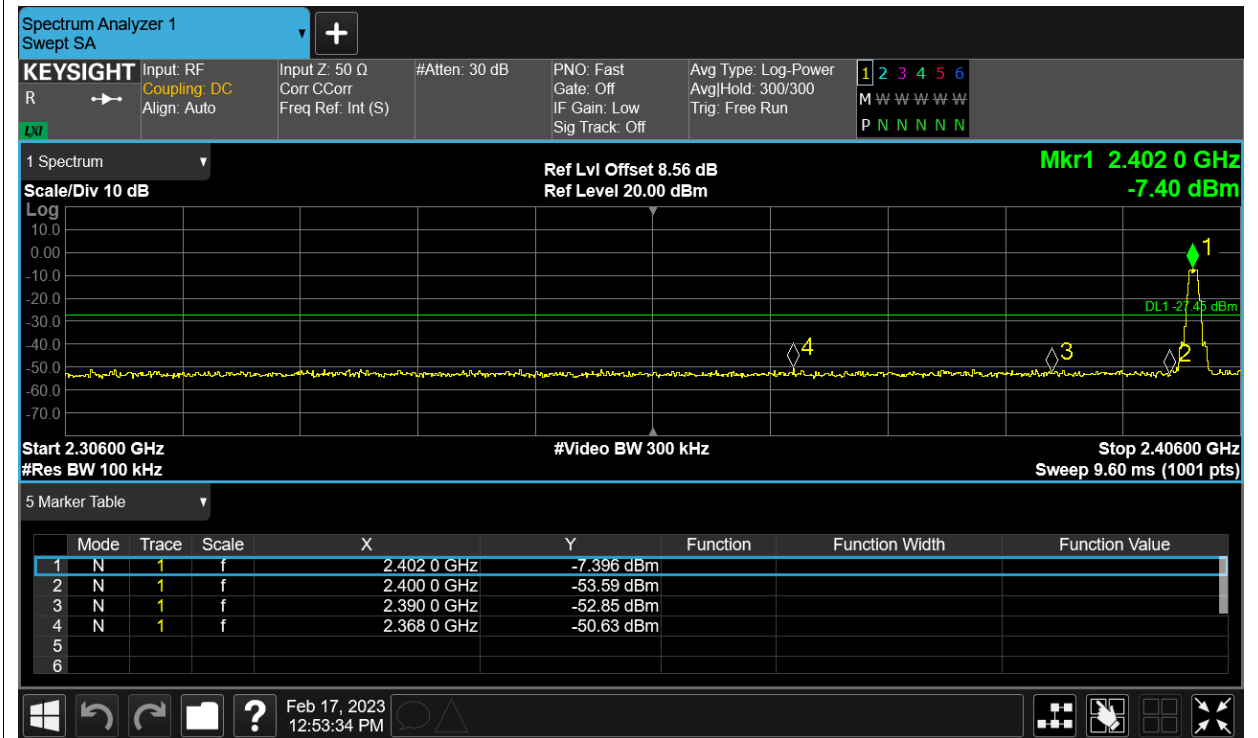 Spectrum Analyzer 1
Swept SA
+
KEYSIGHT Input: RF Input Z: 50 Ω #Atten: 30 dB PNO: Fast Avg Type: Log-Power 1 2 3 4 5 6
R Coupling: DC Corr CCorr Gate: Off Avg|Hold: 300/300 M W W W W W
Align: Auto Freq Ref: Int (S) IF Gain: Low Trig: Free Run
LXI Sig Track: Off P N N N N N
1 Spectrum Ref Lvl Offset 8.56 dB Mkr1 2.402 0 GHz
Scale/Div 10 dB Ref Level 20.00 dBm -7.40 dBm
Log
10.0
0.00 1
-10.0
-20.0
DL1 -27.45 dBm
-30.0
-40.0 4 3 2
-50.0
-60.0
-70.0
Start 2.30600 GHz #Video BW 300 kHz Stop 2.40600 GHz
#Res BW 100 kHz Sweep 9.60 ms (1001 pts)
5 Marker Table
Mode Trace Scale X Y Function Function Width Function Value
1 N 1 f 2.402 0 GHz -7.396 dBm
2 N 1 f 2.400 0 GHz -53.59 dBm
3 N 1 f 2.390 0 GHz -52.85 dBm
4 N 1 f 2.368 0 GHz -50.63 dBm
5
6
? Feb 17, 2023
12:53:34 PM